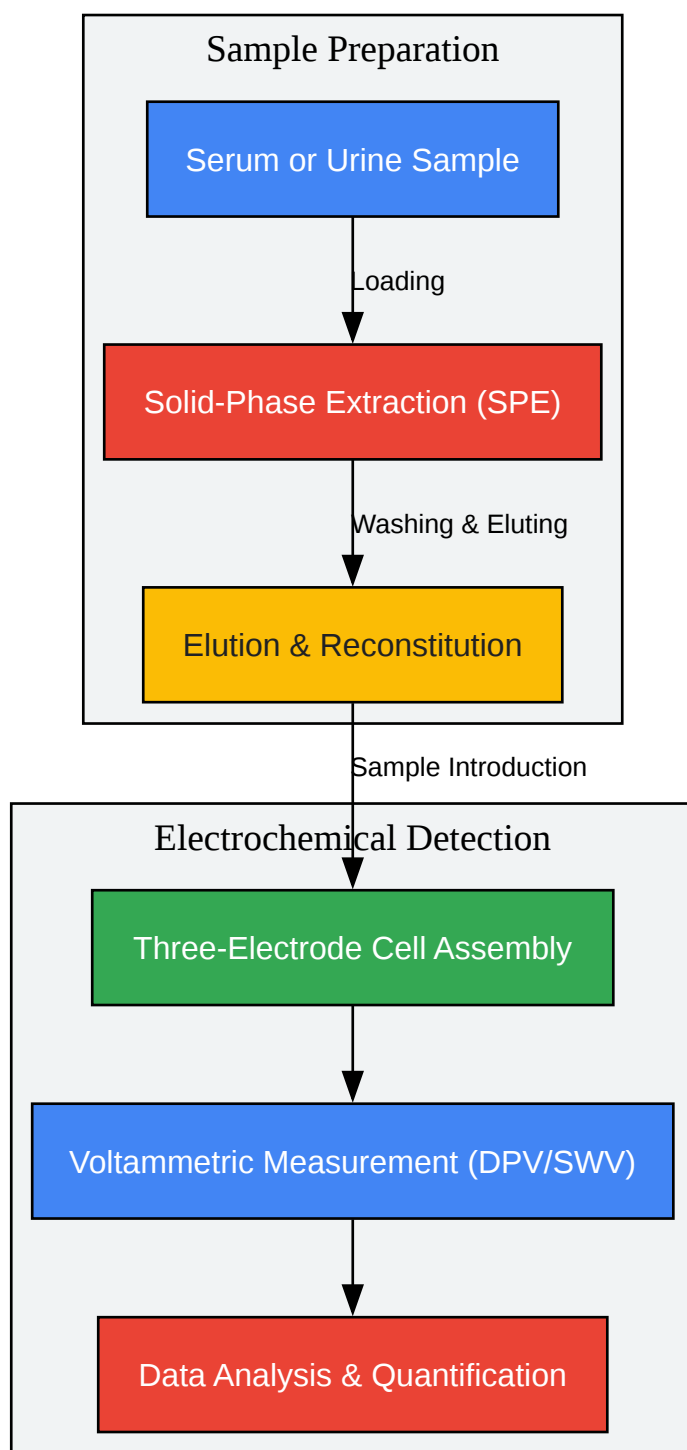 Sample Preparation
Serum or Urine Sample
Loading
Solid-Phase Extraction (SPE)
Washing & Eluting
Elution & Reconstitution
Sample Introduction
Electrochemical Detection
Three-Electrode Cell Assembly
Voltammetric Measurement (DPV/SWV)
Data Analysis & Quantification